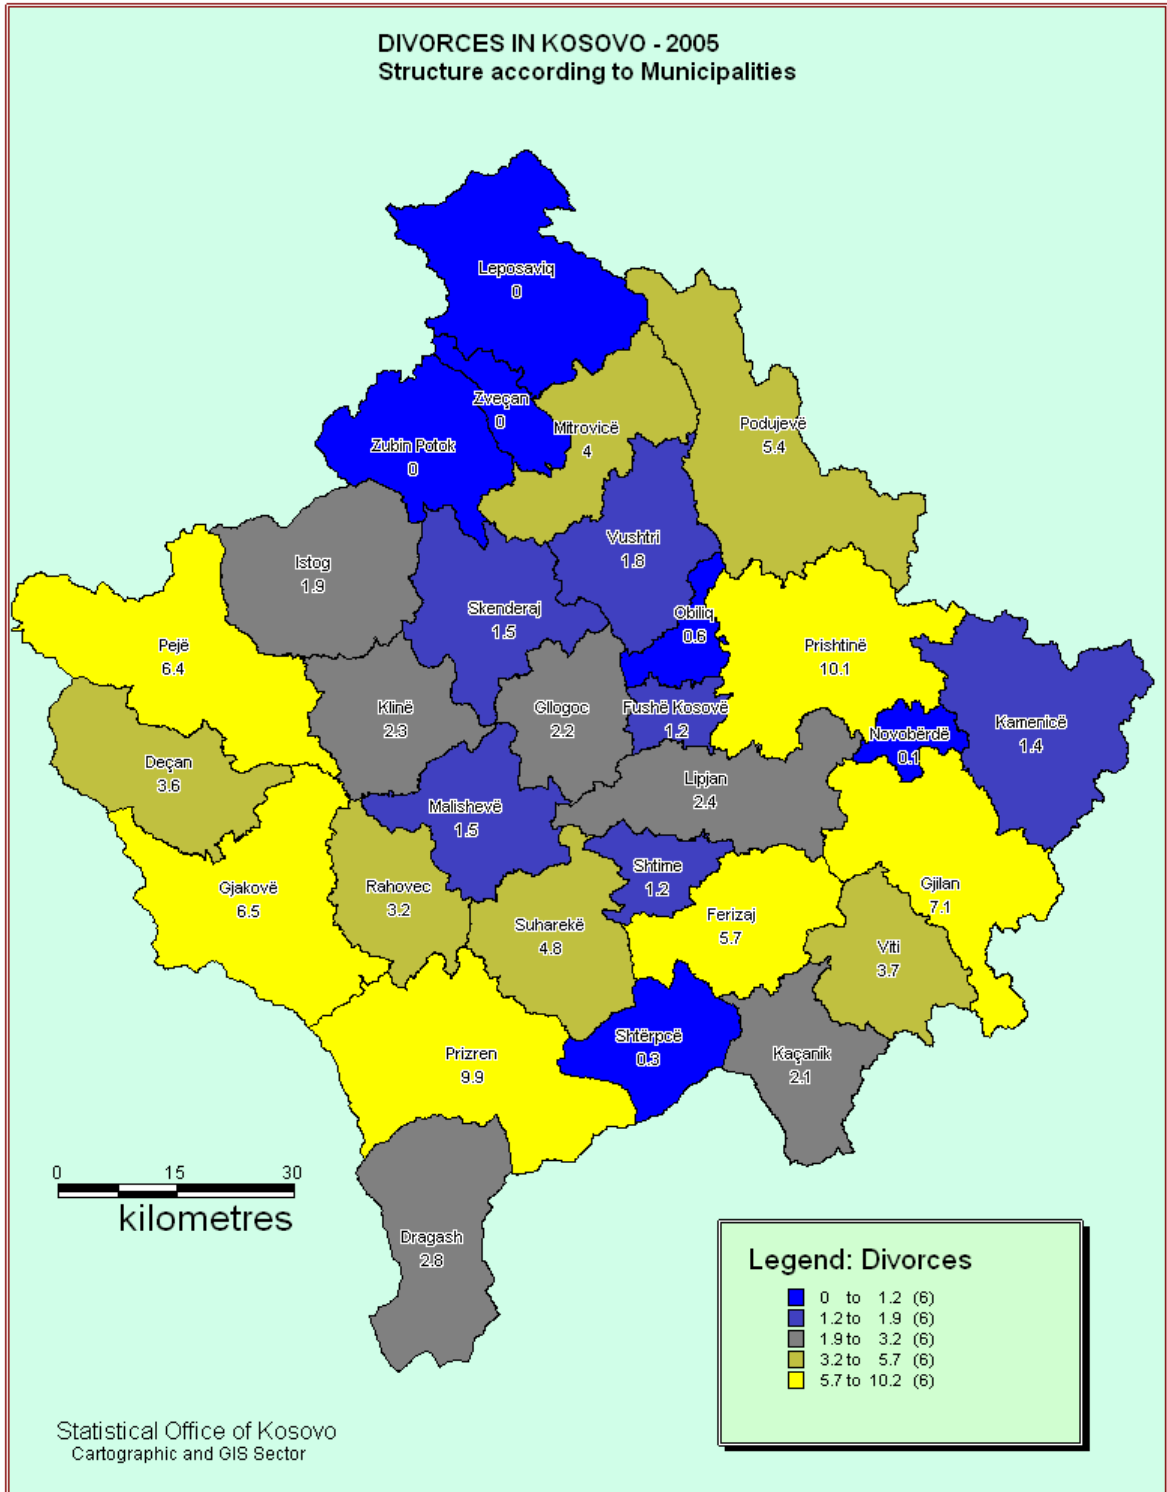 DIVORCES IN KOSOVO - 2005
Structure according to Municipalities
Leposaviq
0
Zveçan
0
Zubin Potok
0
Mitrovicë
4
Podujevë
5.4
Vushtri
1.8
Istog
1.9
Skenderaj
1.5
Obiliq
0.6
Pejë
6.4
Prishtinë
10.1
Klinë
2.3
Gllogoc
2.2
Fushë Kosovë
1.2
Novobërdë
0.1
Kamenicë
1.4
Deçan
3.6
Lipjan
2.4
Malishevë
1.5
Shtime
1.2
Gjakovë
6.5
Rahovec
3.2
Gjilan
7.1
Ferizaj
5.7
Suharekë
4.8
Viti
3.7
Shtërpcë
0.3
Kaçanik
2.1
Prizren
9.9
Dragash
2.8
0 15 30
kilometres
Legend: Divorces
0 to 1.2 (6)
1.2 to 1.9 (6)
1.9 to 3.2 (6)
3.2 to 5.7 (6)
5.7 to 10.2 (6)
Statistical Office of Kosovo
Cartographic and GIS Sector